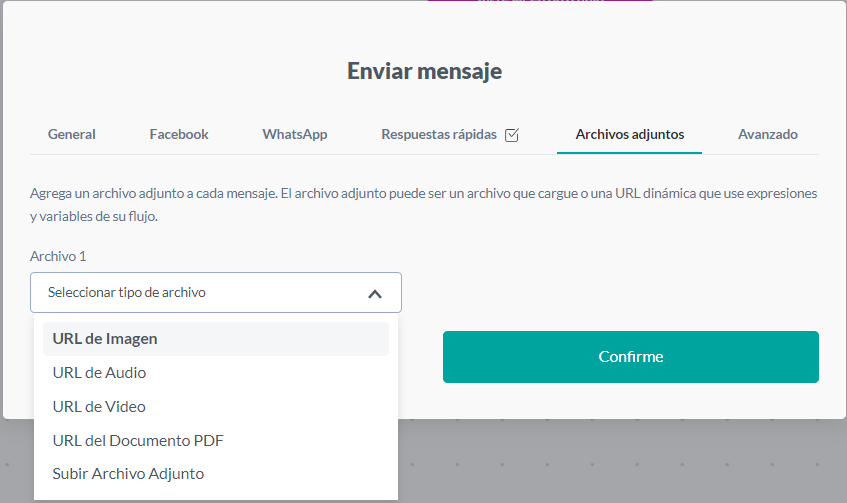 Enviar mensaje
General
Facebook
WhatsApp
Respuestas rápidas
Archivos adjuntos
Avanzado
Agrega un archivo adjunto a cada mensaje. El archivo adjunto puede ser un archivo que cargue o una URL dinámica que use expresiones
y variables de su flujo.
Archivo 1
Seleccionar tipo de archivo
URL de Imagen
URL de Audio
URL de Video
URL del Documento PDF
Subir Archivo Adjunto
Confirme